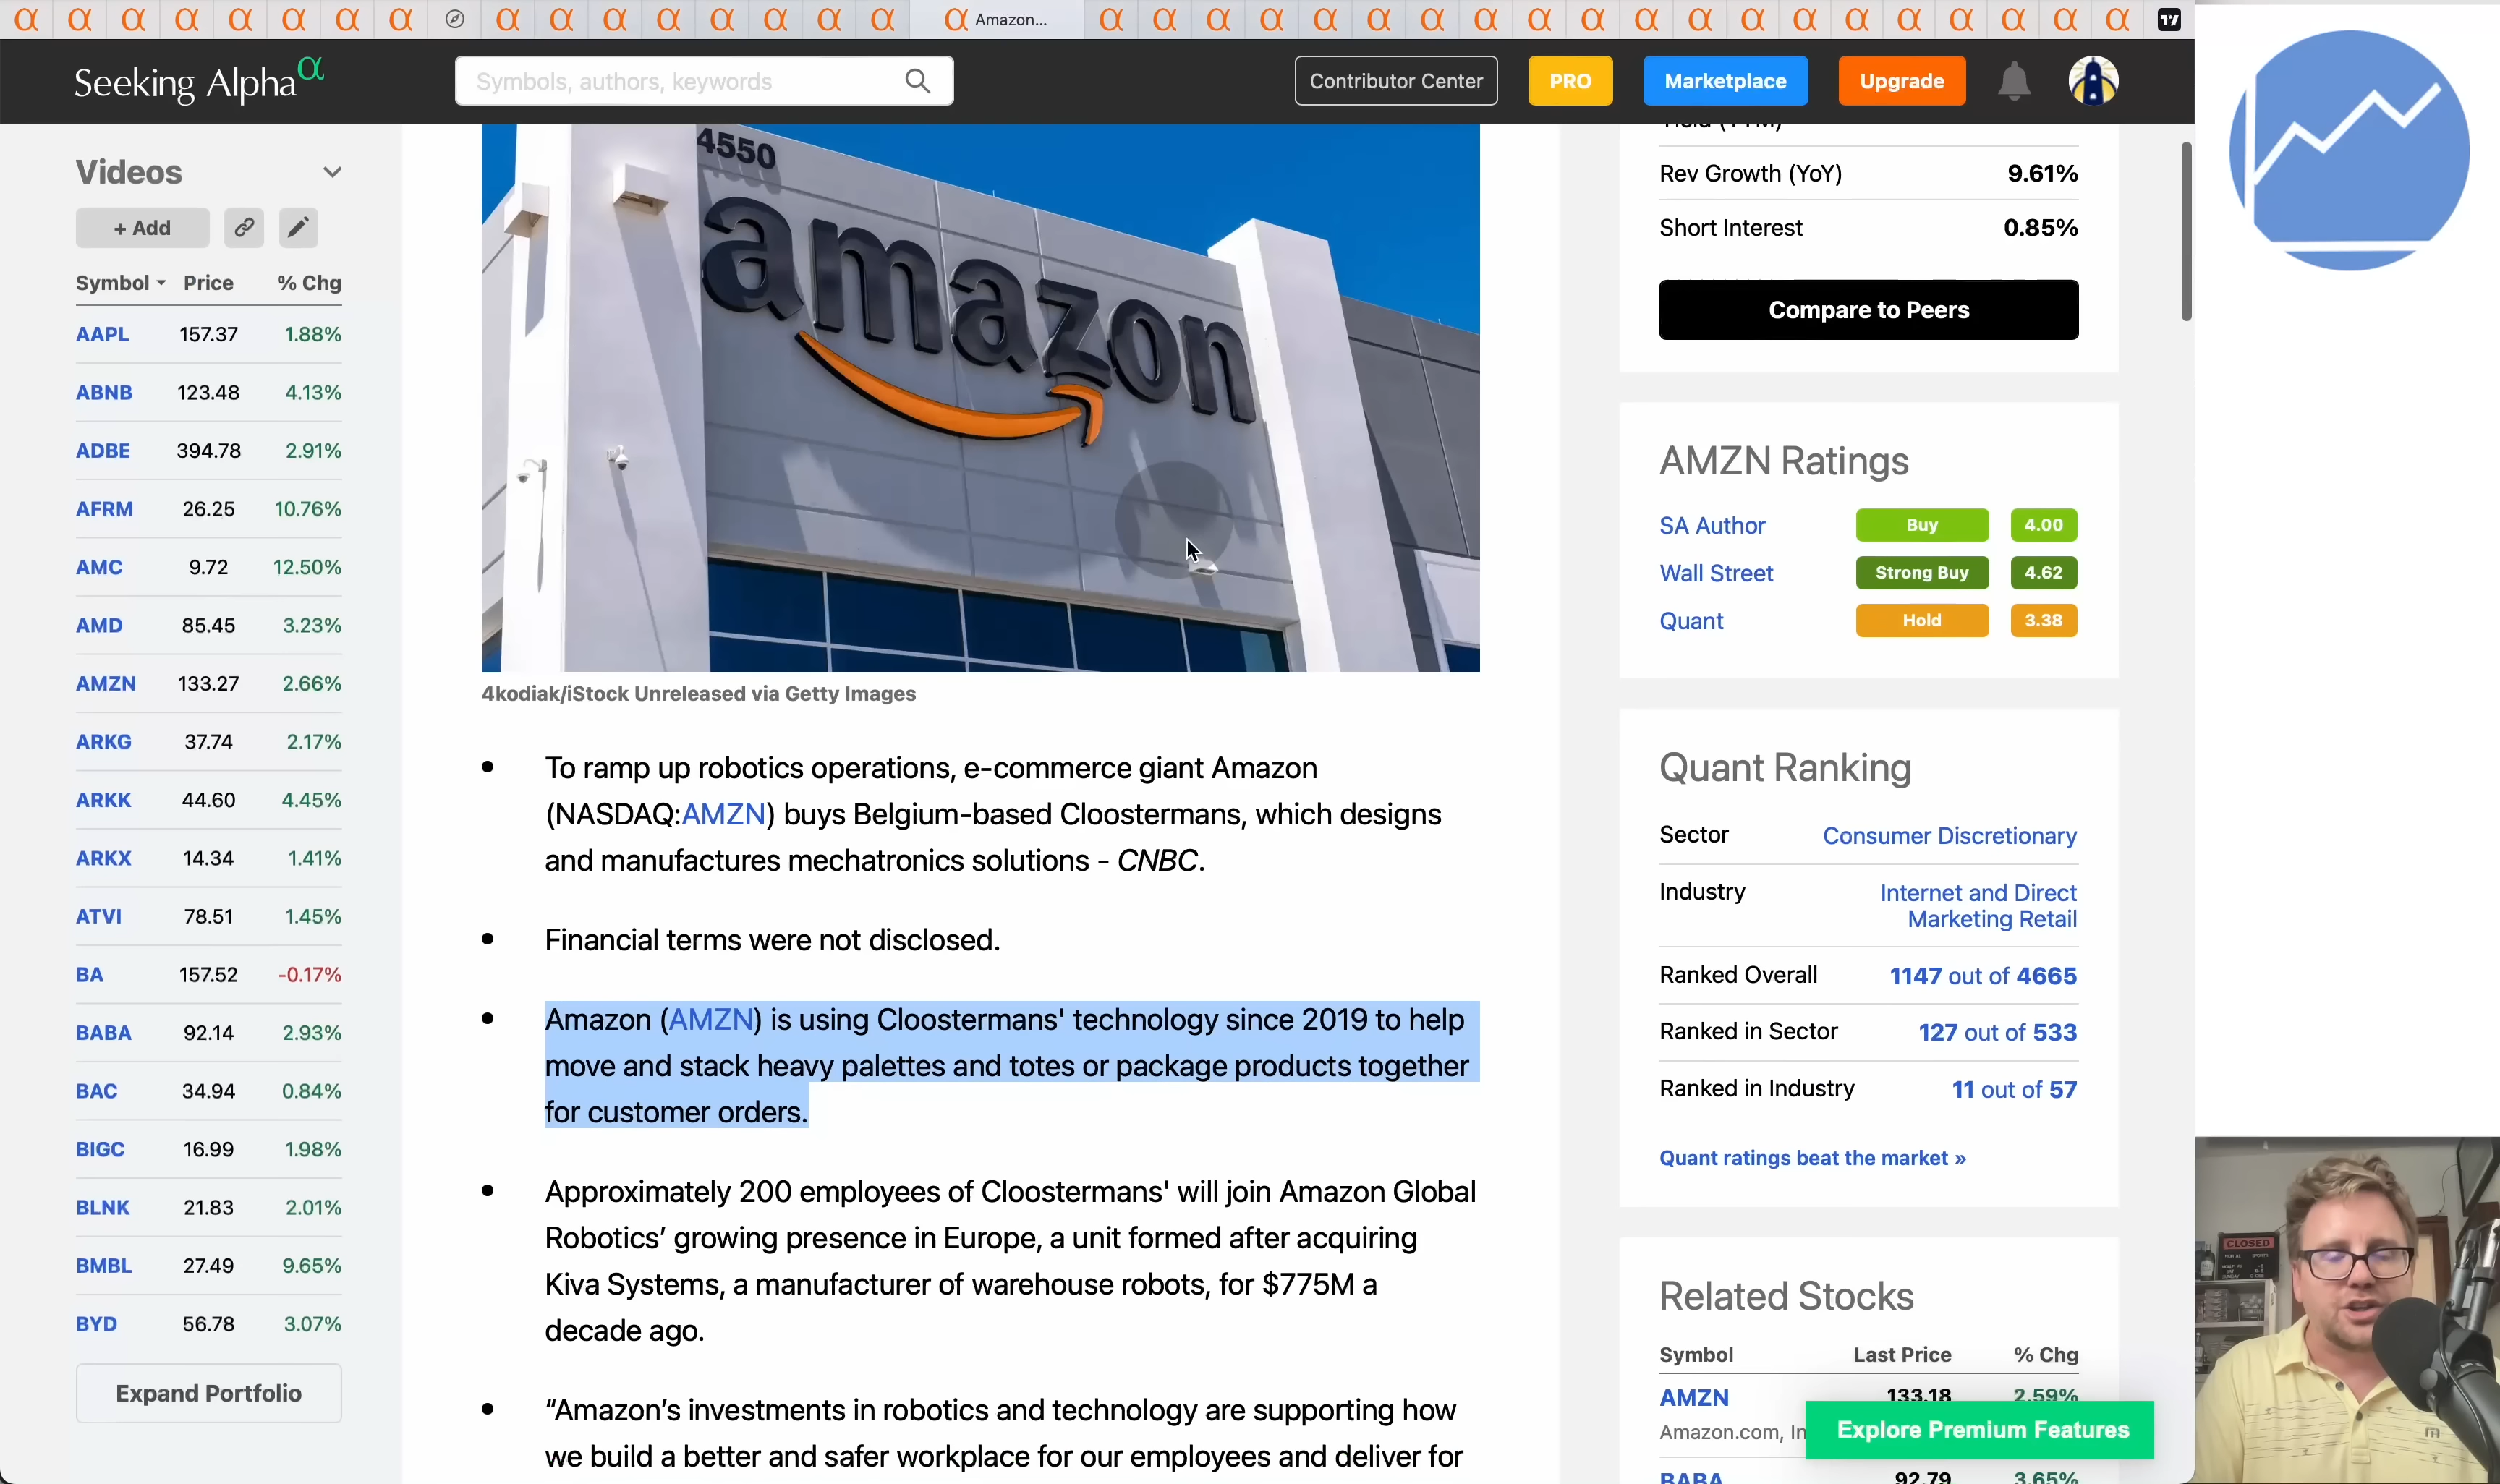 Amazon...
Seeking Alpha α
Symbols, authors, keywords
Contributor Center
PRO
Marketplace
Upgrade
Videos
+ Add
Symbol Price % Chg
AAPL 157.37 1.88%
ABNB 123.48 4.13%
ADBE 394.78 2.91%
AFRM 26.25 10.76%
AMC 9.72 12.50%
AMD 85.45 3.23%
AMZN 133.27 2.66%
ARKG 37.74 2.17%
ARKK 44.60 4.45%
ARKX 14.34 1.41%
ATVI 78.51 1.45%
BA 157.52 -0.17%
BABA 92.14 2.93%
BAC 34.94 0.84%
BIGC 16.99 1.98%
BLNK 21.83 2.01%
BMBL 27.49 9.65%
BYD 56.78 3.07%
Expand Portfolio
4550
amazon
4kodiak/iStock Unreleased via Getty Images
• To ramp up robotics operations, e-commerce giant Amazon
(NASDAQ:AMZN) buys Belgium-based Cloostermans, which designs
and manufactures mechatronics solutions - CNBC.
• Financial terms were not disclosed.
• Amazon (AMZN) is using Cloostermans' technology since 2019 to help
move and stack heavy palettes and totes or package products together
for customer orders.
• Approximately 200 employees of Cloostermans' will join Amazon Global
Robotics’ growing presence in Europe, a unit formed after acquiring
Kiva Systems, a manufacturer of warehouse robots, for $775M a
decade ago.
• “Amazon’s investments in robotics and technology are supporting how
we build a better and safer workplace for our employees and deliver for
Rev Growth (YoY) 9.61%
Short Interest 0.85%
Compare to Peers
AMZN Ratings
SA Author Buy 4.00
Wall Street Strong Buy 4.62
Quant Hold 3.38
Quant Ranking
Sector Consumer Discretionary
Industry Internet and Direct
Marketing Retail
Ranked Overall 1147 out of 4665
Ranked in Sector 127 out of 533
Ranked in Industry 11 out of 57
Quant ratings beat the market »
Related Stocks
Symbol Last Price % Chg
AMZN 133.18 2.59%
Amazon.com, In
Explore Premium Features
BABA 92.79 3.65%
CLOSED